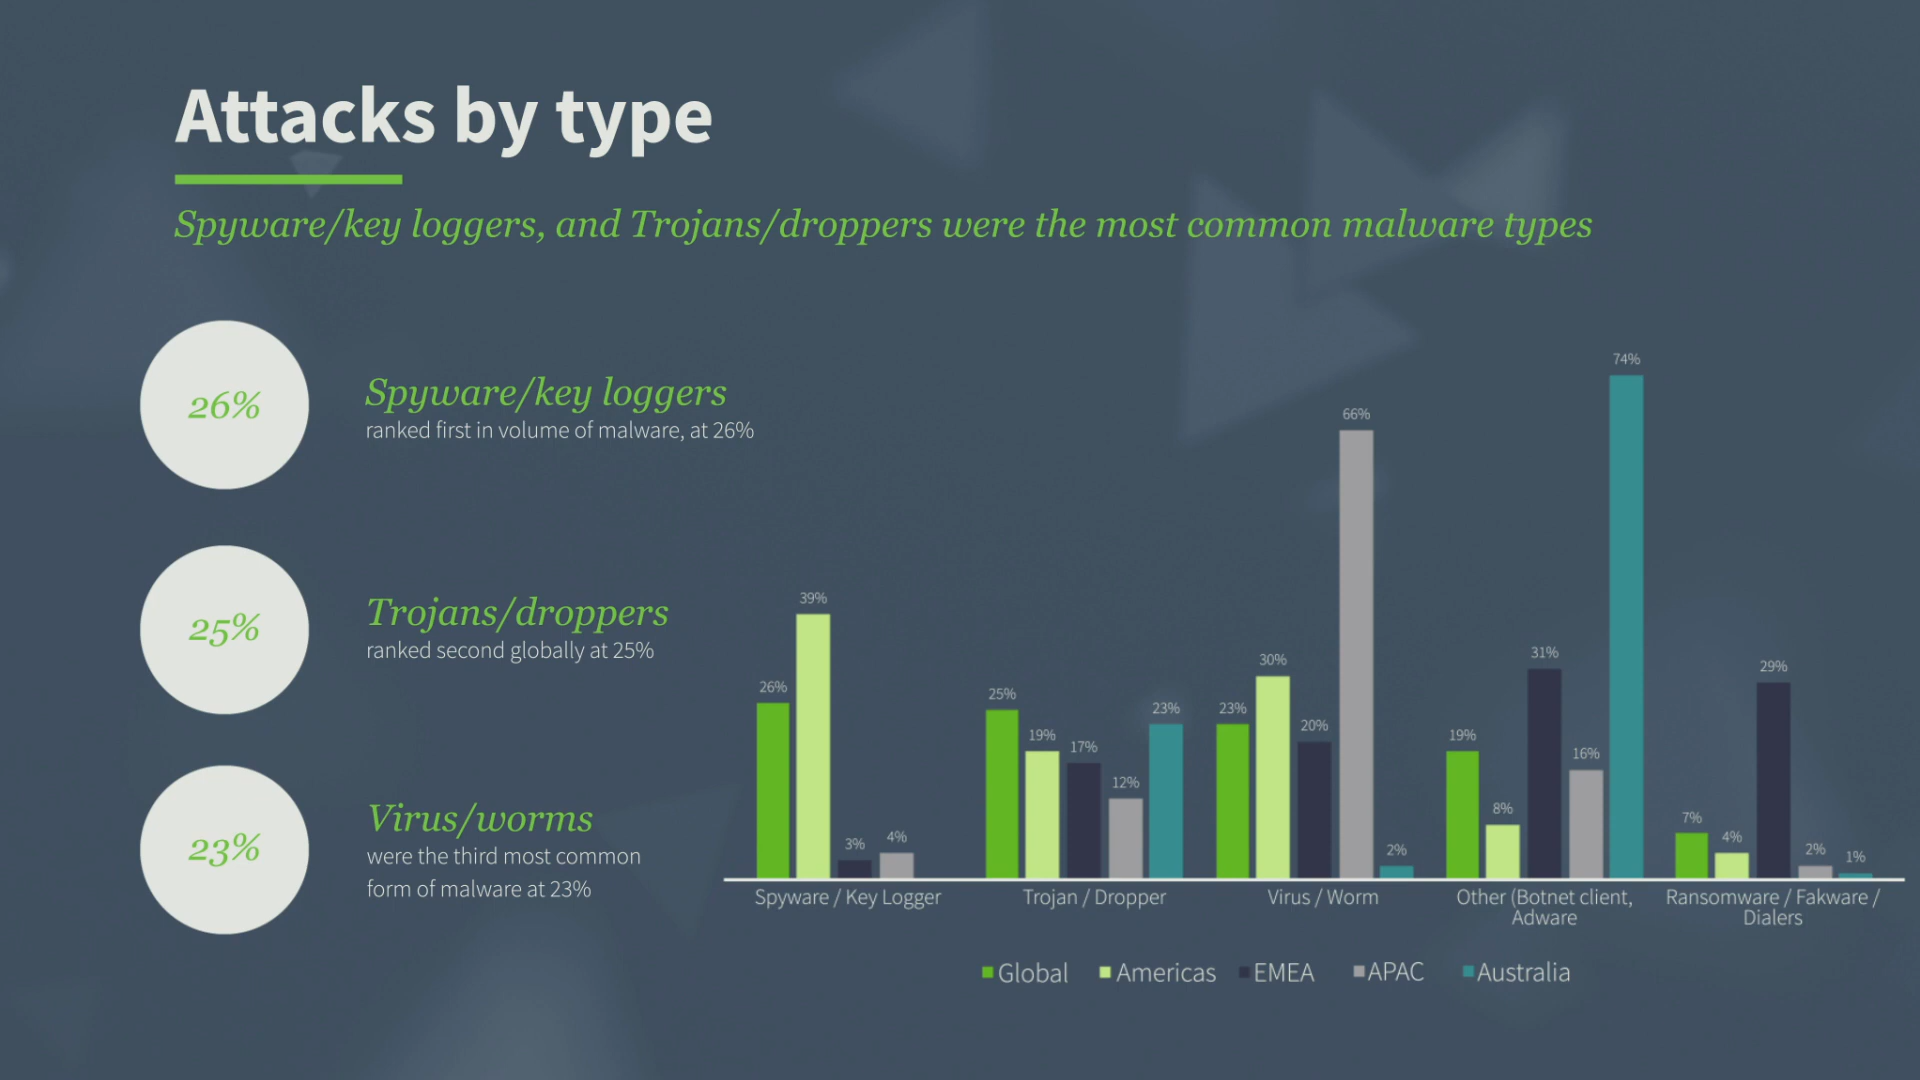 Attacks by type
Spyware/key loggers, and Trojans/droppers were the most common malware types
26%
Spyware/key loggers
ranked first in volume of malware, at 26%
25%
Trojans/droppers
ranked second globally at 25%
23%
Virus/worms
were the third most common
form of malware at 23%
26% 39% 3% 4%
25% 19% 17% 12% 23%
23% 30% 20% 66% 2%
19% 8% 31% 16% 74%
7% 4% 29% 2% 1%
Spyware / Key Logger
Trojan / Dropper
Virus / Worm
Other (Botnet client,
Adware
Ransomware / Fakware /
Dialers
Global Americas EMEA APAC Australia